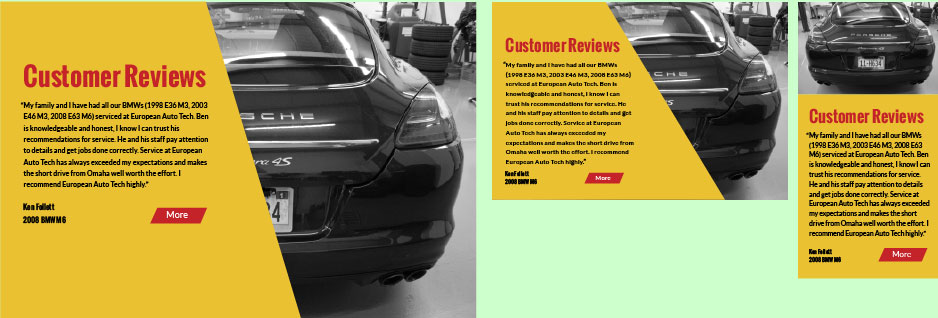 Customer Reviews
"My family and I have had all our BMWs (1998 E36 M3, 2003
E46 M3, 2008 E63 M6) serviced at European Auto Tech. Ben
is knowledgeable and honest, I know I can trust his
recommendations for service. He and his staff pay attention
to details and get jobs done correctly. Service at European
Auto Tech has always exceeded my expectations and makes
the short drive from Omaha well worth the effort. I
recommend European Auto Tech highly."
Ken Follett
2008 BMW M6
More
SCHE
4S
Customer Reviews
"My family and I have had all our BMWs
(1998 E36 M3, 2003 E46 M3, 2008 E63 M6)
serviced at European Auto Tech. Ben is
knowledgeable and honest, I know I can
trust his recommendations for service. He
and his staff pay attention to details and get
jobs done correctly. Service at European
Auto Tech has always exceeded my
expectations and makes the short drive from
Omaha well worth the effort. I recommend
European Auto Tech highly."
Ken Follett
2008 BMW M6
More
PORSCHE
Customer Reviews
"My family and I have had all our BMWs
(1998 E36 M3, 2003 E46 M3, 2008 E63
M6) serviced at European Auto Tech. Ben
is knowledgeable and honest, I know I can
trust his recommendations for service.
He and his staff pay attention to details
and get jobs done correctly. Service at
European Auto Tech has always exceeded
my expectations and makes the short
drive from Omaha well worth the effort. I
recommend European Auto Tech highly."
Ken Follett
2008 BMW M6
More